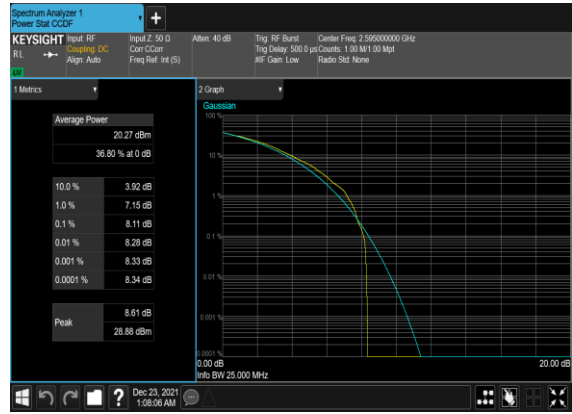 Spectrum Analyzer 1
Power Stat CCDF
KEYSIGHT
R L
Input: RF
Coupling: DC
Align: Auto
Input Z: 50 Ω
Corr CCorr
Freq Ref: Int (S)
Atten: 40 dB
Trig: RF Burst
Trig Delay: 500.0 µs
#IF Gain: Low
Center Freq: 2.595000000 GHz
Counts: 1.00 M/1.00 Mpt
Radio Std: None
1 Metrics
Average Power
20.27 dBm
36.80 % at 0 dB
10.0 % 3.92 dB
1.0 % 7.15 dB
0.1 % 8.11 dB
0.01 % 8.28 dB
0.001 % 8.33 dB
0.0001 % 8.34 dB
Peak 8.61 dB
28.88 dBm
2 Graph
Gaussian
100 %
10 %
1 %
0.1 %
0.01 %
0.001 %
0.0001 %
0.00 dB 20.00 dB
Info BW 25.000 MHz
Dec 23, 2021
1:08:06 AM